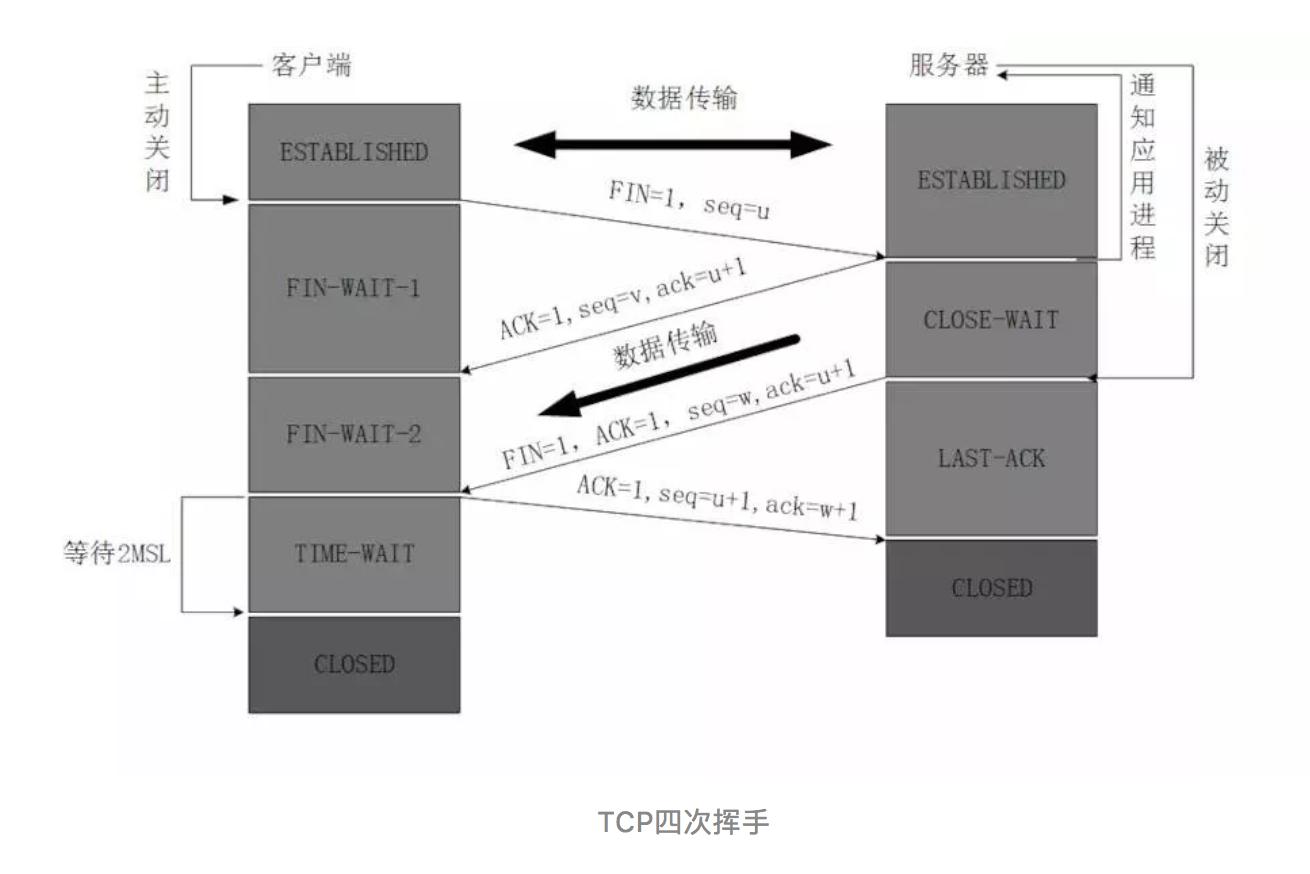 客户端
服务器
主动关闭
数据传输
通知应用进程
被动关闭
ESTABLISHED
ESTABLISHED
FIN=1, seq=u
FIN-WAIT-1
ACK=1,seq=v,ack=u+1
CLOSE-WAIT
数据传输
FIN-WAIT-2
FIN=1, ACK=1, seq=w,ack=u+1
LAST-ACK
ACK=1,seq=u+1,ack=w+1
等待2MSL
TIME-WAIT
CLOSED
CLOSED
TCP四次挥手